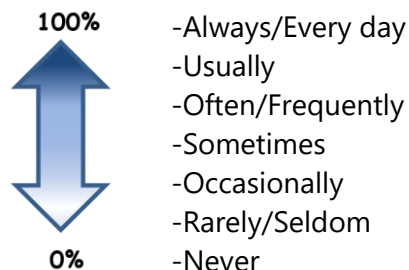 100% -Always/Every day
-Usually
-Often/Frequently
-Sometimes
-Occasionally
-Rarely/Seldom
0% -Never